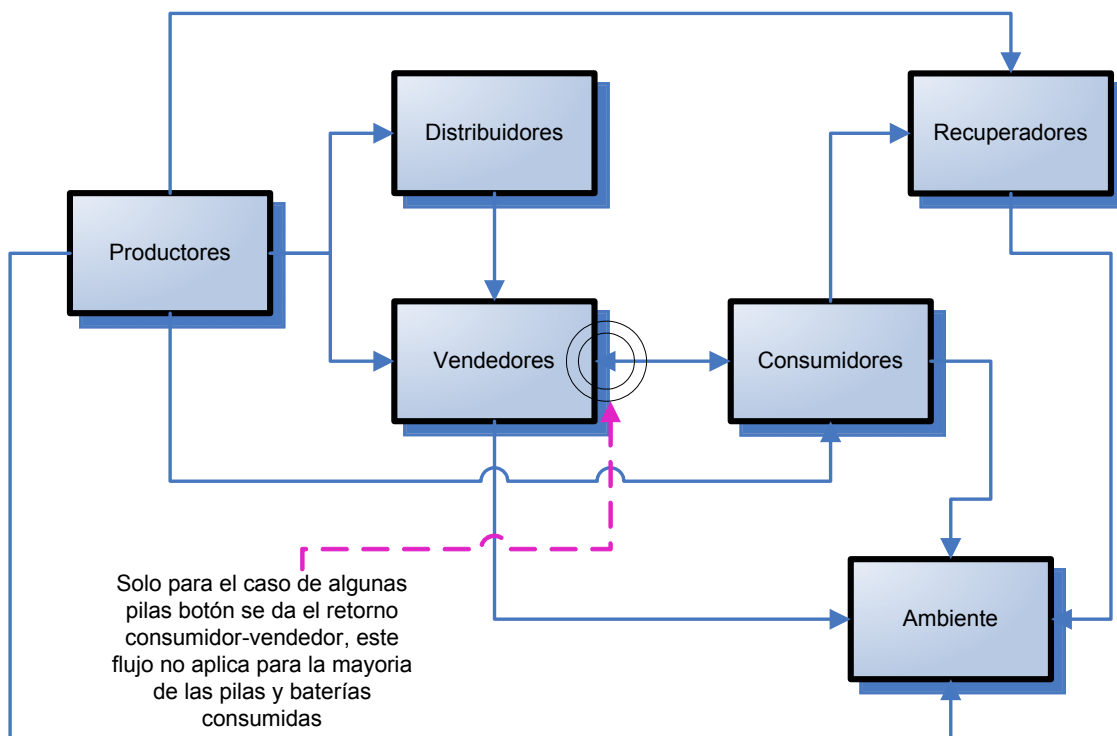 Distribuidores
Recuperadores
Productores
Vendedores
Consumidores
Solo para el caso de algunas
pilas botón se da el retorno
consumidor-vendedor, este
flujo no aplica para la mayoria
de las pilas y baterías
consumidas
Ambiente